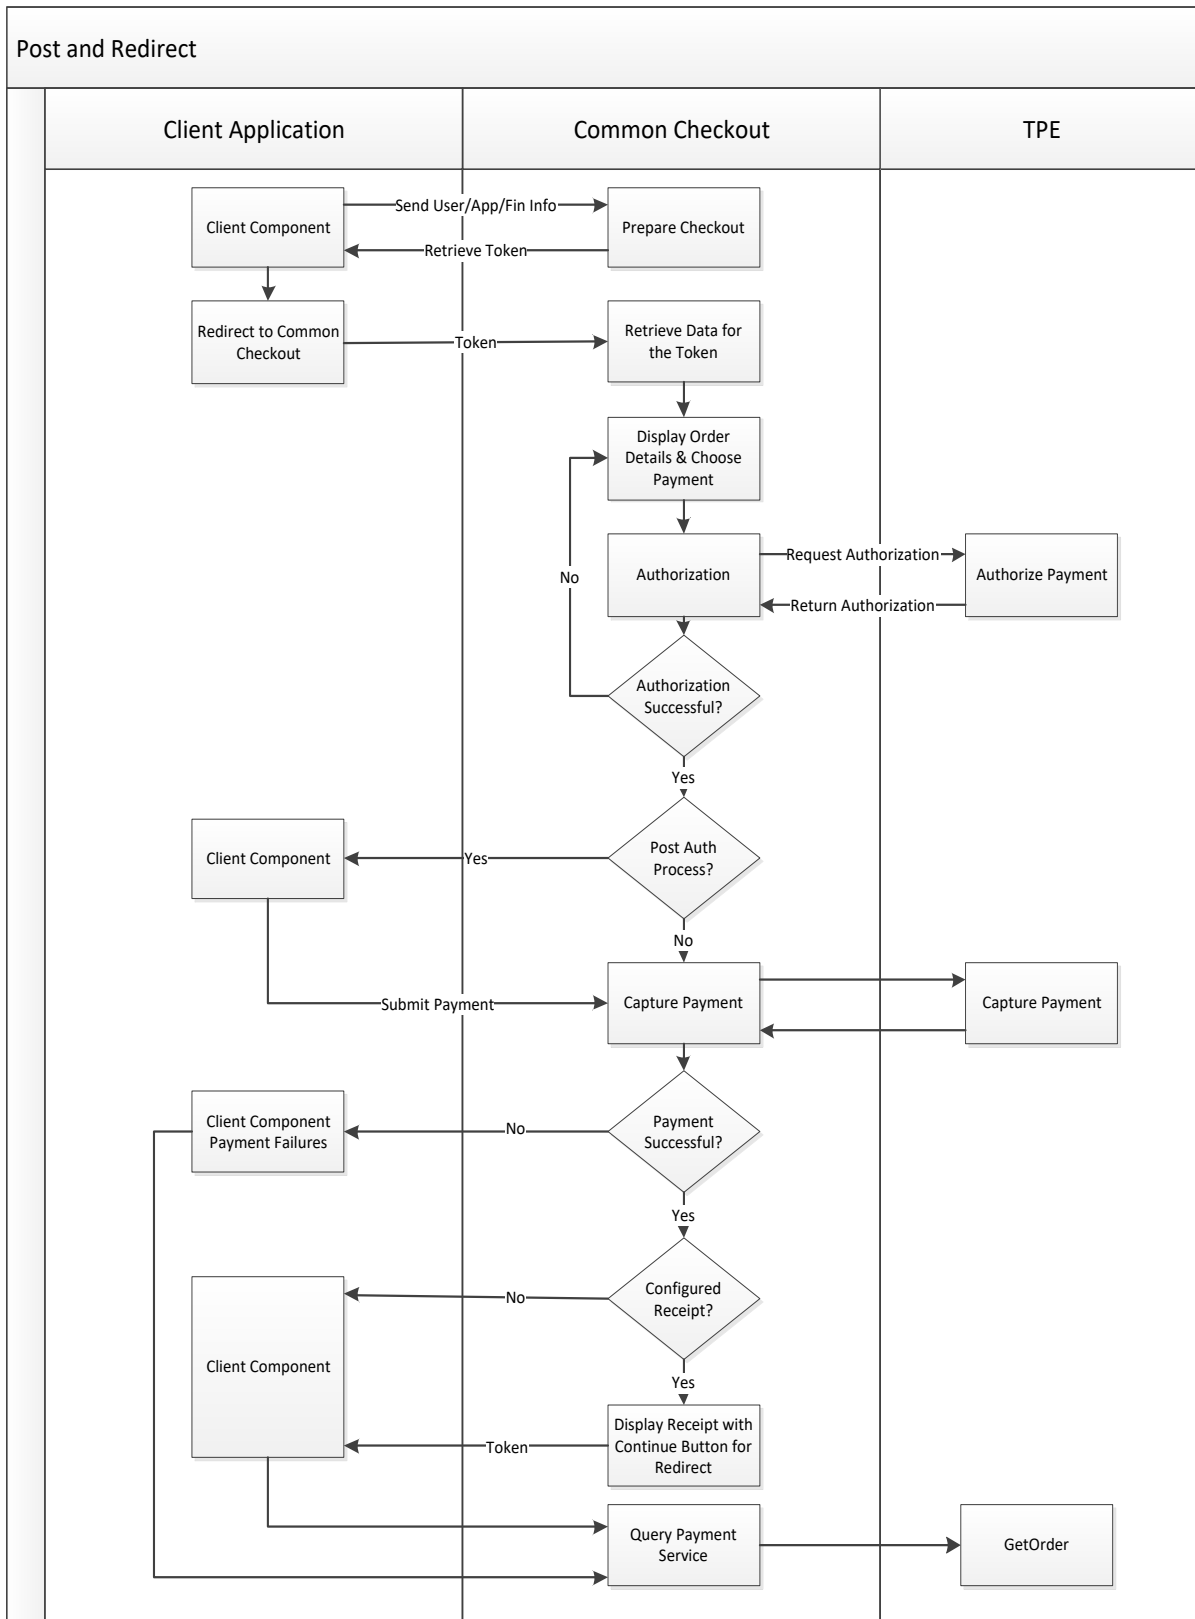 Post and Redirect
Client Application
Common Checkout
TPE
Client Component
Send User/App/Fin Info
Prepare Checkout
Retrieve Token
Redirect to Common
Checkout
Token
Retrieve Data for
the Token
Display Order
Details & Choose
Payment
No
Authorization
Request Authorization
Return Authorization
Authorize Payment
Authorization
Successful?
Yes
Client Component
Yes
Post Auth
Process?
No
Submit Payment
Capture Payment
Capture Payment
Client Component
Payment Failures
No
Payment
Successful?
Yes
Client Component
No
Configured
Receipt?
Yes
Token
Display Receipt with
Continue Button for
Redirect
Query Payment
Service
GetOrder